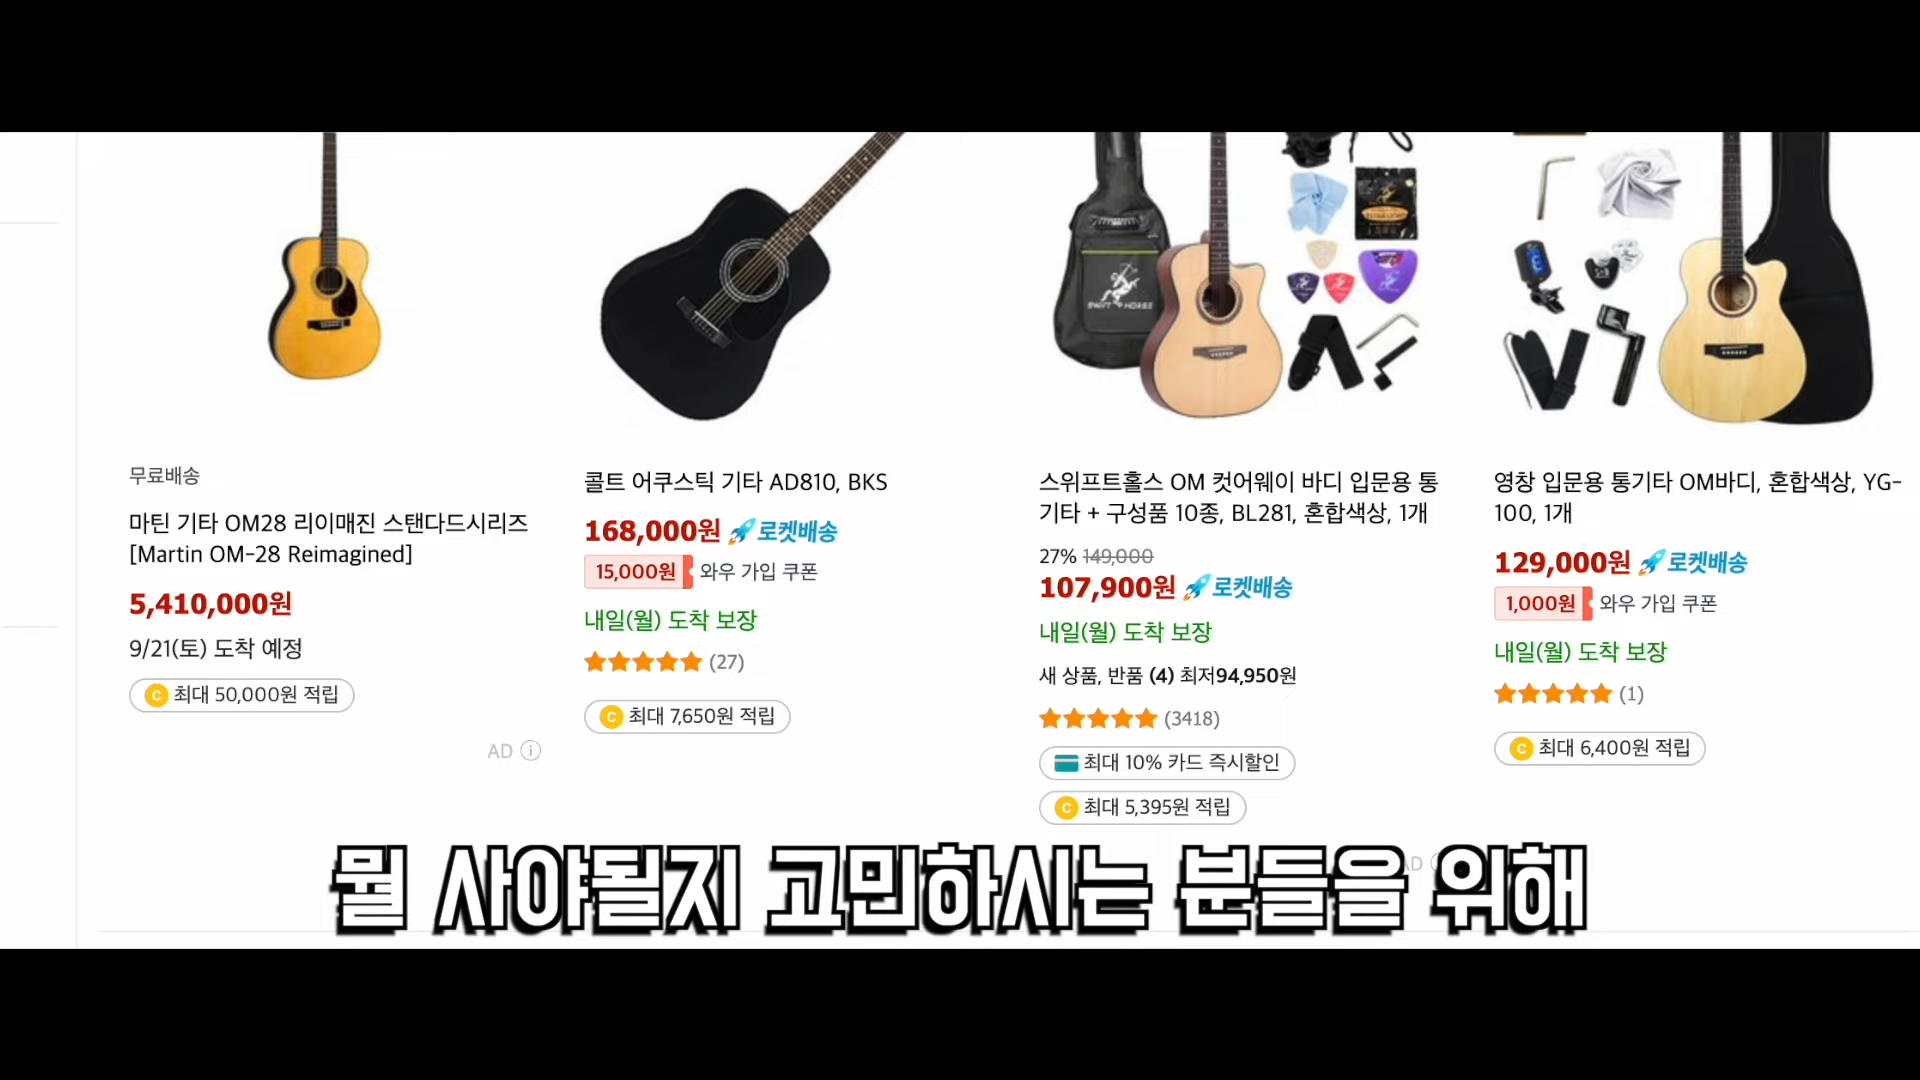 무료배송
마틴 기타 OM28 리이매진 스탠다드시리즈
[Martin OM-28 Reimagined]
5,410,000원
9/21(토) 도착 예정
C 최대 50,000원 적립
AD
콜트 어쿠스틱 기타 AD810, BKS
168,000원 로켓배송
15,000원 와우 가입 쿠폰
내일(월) 도착 보장
(27)
C 최대 7,650원 적립
SWIFT HORSE
스위프트홀스 OM 컷어웨이 바디 입문용 통
기타 + 구성품 10종, BL281, 혼합색상, 1개
27% 149,000
107,900원 로켓배송
내일(월) 도착 보장
새 상품, 반품 (4) 최저94,950원
(3418)
최대 10% 카드 즉시할인
C 최대 5,395원 적립
영창 입문용 통기타 OM바디, 혼합색상, YG-
100, 1개
129,000원 로켓배송
1,000원 와우 가입 쿠폰
내일(월) 도착 보장
(1)
C 최대 6,400원 적립
뭘 사야될지 고민하시는 분들을 위해